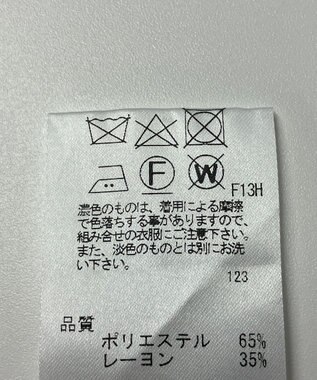 F W F13H
濃色のものは、着用による摩擦
で色落ちする事がありますので、
組み合せの衣服にご注意下さい。
また、淡色のものとは別にお洗
い下さい。
123
品質
ポリエステル 65%
レーヨン 35%